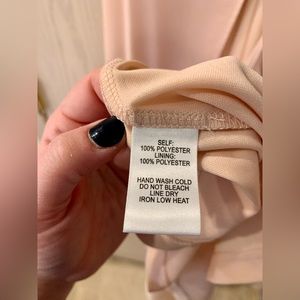 SELF:
100% POLYESTER
LINING:
100% POLYESTER
HAND WASH COLD
DO NOT BLEACH
LINE DRY
IRON LOW HEAT